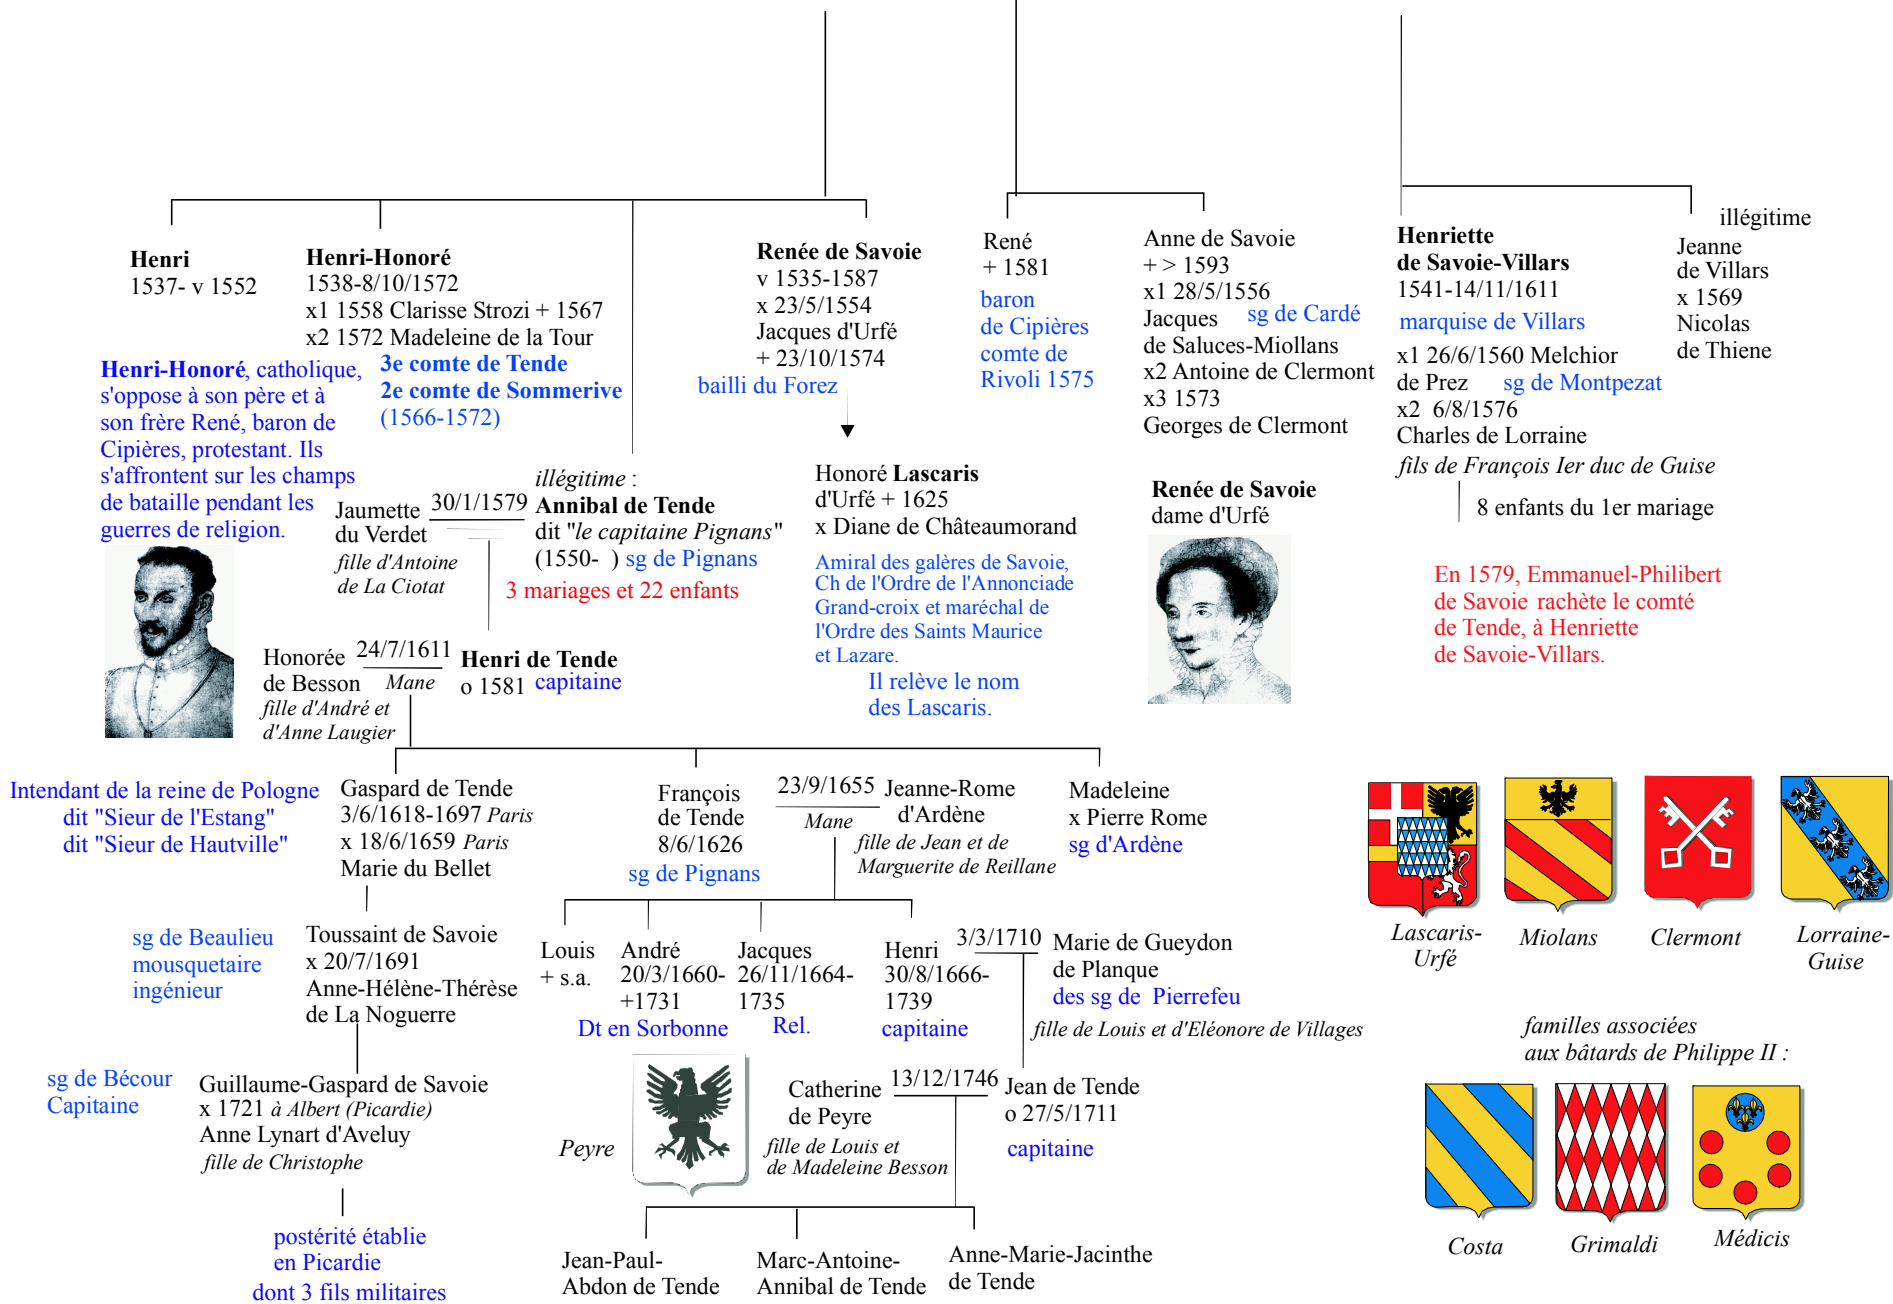 Henri
1537- v 1552
Henri-Honoré
1538-8/10/1572
x1 1558 Clarisse Strozi + 1567
x2 1572 Madeleine de la Tour
3e comte de Tende
2e comte de Sommerive
(1566-1572)
Henri-Honoré, catholique,
s'oppose à son père et à
son frère René, baron de
Cipières, protestant. Ils
s'affrontent sur les champs
de bataille pendant les
guerres de religion.
Renée de Savoie
v 1535-1587
x 23/5/1554
Jacques d'Urfé
+ 23/10/1574
bailli du Forez
René
+ 1581
baron
de Cipières
comte de
Rivoli 1575
Anne de Savoie
+ > 1593
x1 28/5/1556
Jacques sg de Cardé
de Saluces-Miollans
x2 Antoine de Clermont
x3 1573
Georges de Clermont
Henriette
de Savoie-Villars
1541-14/11/1611
marquise de Villars
x1 26/6/1560 Melchior
de Prez sg de Montpezat
x2 6/8/1576
Charles de Lorraine
fils de François Ier duc de Guise
8 enfants du 1er mariage
illégitime
Jeanne
de Villars
x 1569
Nicolas
de Thiene
Jaumette
du Verdet
fille d'Antoine
de La Ciotat
30/1/1579
illégitime :
Annibal de Tende
dit "le capitaine Pignans"
(1550- ) sg de Pignans
3 mariages et 22 enfants
Honoré Lascaris
d'Urfé + 1625
x Diane de Châteaumorand
Amiral des galères de Savoie,
Ch de l'Ordre de l'Annonciade
Grand-croix et maréchal de
l'Ordre des Saints Maurice
et Lazare.
Il relève le nom
des Lascaris.
Renée de Savoie
dame d'Urfé
En 1579, Emmanuel-Philibert
de Savoie rachète le comté
de Tende, à Henriette
de Savoie-Villars.
Honorée
de Besson
fille d'André et
d'Anne Laugier
24/7/1611
Mane
Henri de Tende
o 1581 capitaine
Intendant de la reine de Pologne
dit "Sieur de l'Estang"
dit "Sieur de Hautville"
Gaspard de Tende
3/6/1618-1697 Paris
x 18/6/1659 Paris
Marie du Bellet
François
de Tende
8/6/1626
sg de Pignans
23/9/1655
Mane
Jeanne-Rome
d'Ardène
fille de Jean et de
Marguerite de Reillane
Madeleine
x Pierre Rome
sg d'Ardène
Lascaris-
Urfé
Miolans
Clermont
Lorraine-
Guise
sg de Beaulieu
mousquetaire
ingénieur
Toussaint de Savoie
x 20/7/1691
Anne-Hélène-Thérèse
de La Noguerre
Louis
+ s.a.
André
20/3/1660-
+1731
Dt en Sorbonne
Jacques
26/11/1664-
1735
Rel.
Henri
30/8/1666-
1739
capitaine
3/3/1710
Marie de Gueydon
de Planque
des sg de Pierrefeu
fille de Louis et d'Eléonore de Villages
familles associées
aux bâtards de Philippe II :
sg de Bécour
Capitaine
Guillaume-Gaspard de Savoie
x 1721 à Albert (Picardie)
Anne Lynart d'Aveluy
fille de Christophe
Peyre
Catherine
de Peyre
fille de Louis et
de Madeleine Besson
13/12/1746
Jean de Tende
o 27/5/1711
capitaine
Costa
Grimaldi
Médicis
postérité établie
en Picardie
dont 3 fils militaires
Jean-Paul-
Abdon de Tende
Marc-Antoine-
Annibal de Tende
Anne-Marie-Jacinthe
de Tende